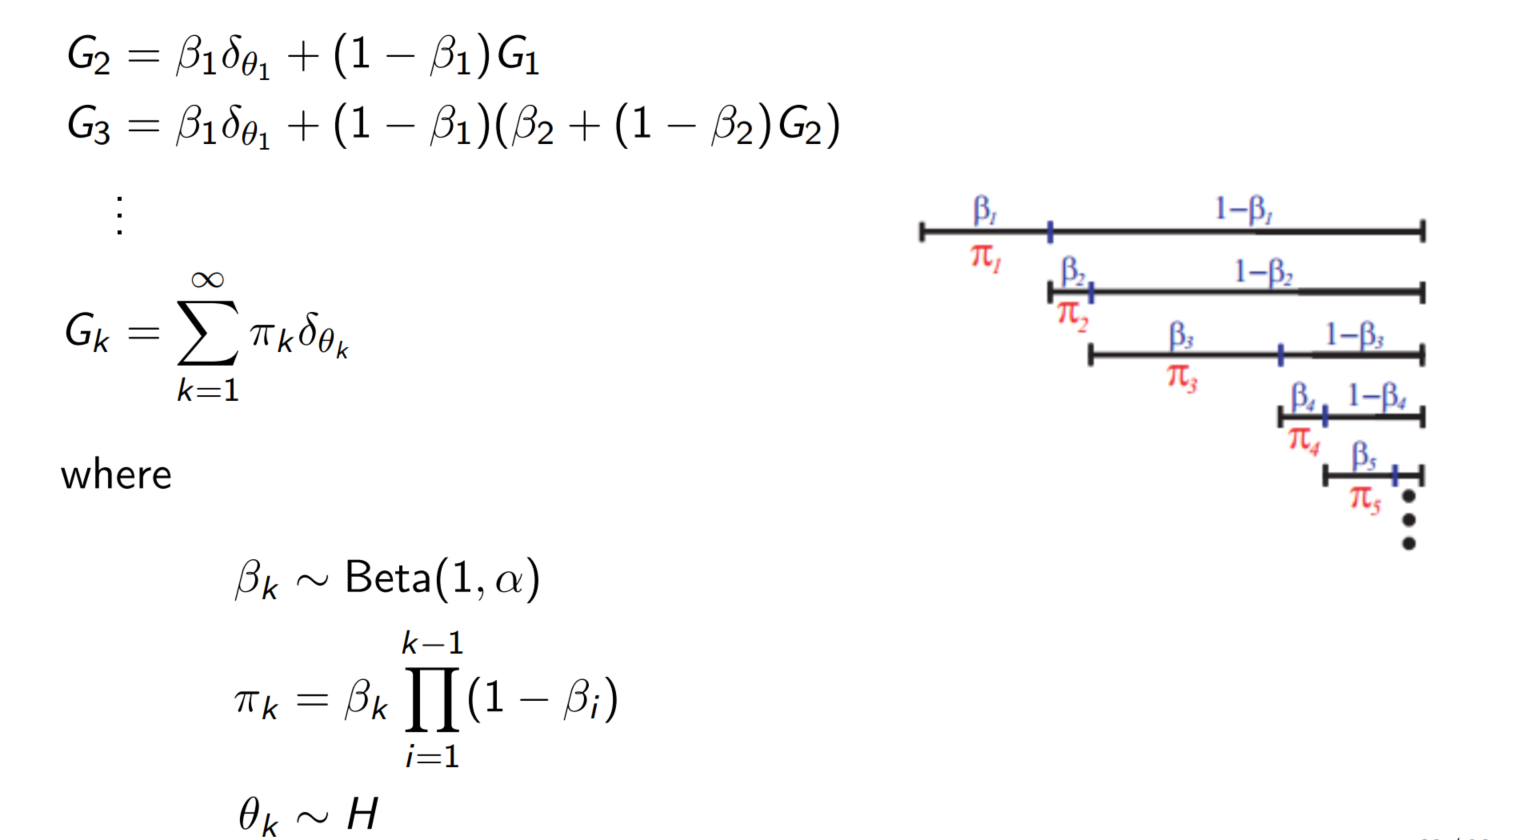 G₂ = β₁δ_θ₁ + (1 − β₁)G₁
G₃ = β₁δ_θ₁ + (1 − β₁)(β₂ + (1 − β₂)G₂)
⋮
∞
G_k = ∑ π_k δ_θ_k
k=1
where
β_k ∼ Beta(1, α)
k−1
π_k = β_k ∏ (1 − β_i)
i=1
θ_k ∼ H
β₁ 1−β₁
π₁
β₂ 1−β₂
π₂
β₃ 1−β₃
π₃
β₄ 1−β₄
π₄
β₅
π₅